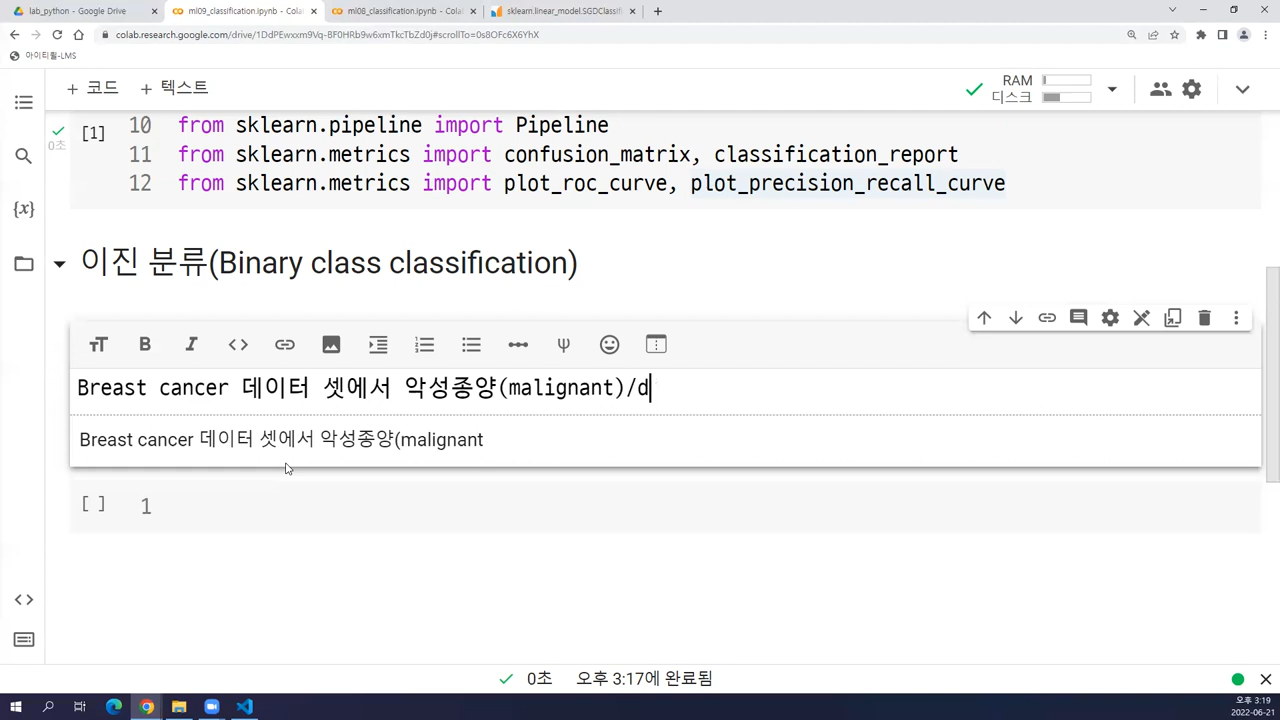 lab_python - Google Drive
ml09_classification.ipynb - Colab
ml08_classification.ipynb - Colab
sklearn.linear_model.SGDClassifi
colab.research.google.com/drive/1DdPEwxxm9Vq-BF0HRb9w6xmTkcTbZd0j#scrollTo=0s8OFc6X6YhX
아이티윌-LMS
+ 코드 + 텍스트
RAM
디스크
[1]
0초
10 from sklearn.pipeline import Pipeline
11 from sklearn.metrics import confusion_matrix, classification_report
12 from sklearn.metrics import plot_roc_curve, plot_precision_recall_curve
이진 분류(Binary class classification)
Breast cancer 데이터 셋에서 악성종양(malignant)/d
Breast cancer 데이터 셋에서 악성종양(malignant
[ ] 1
0초 오후 3:17에 완료됨
오후 3:19
2022-06-21